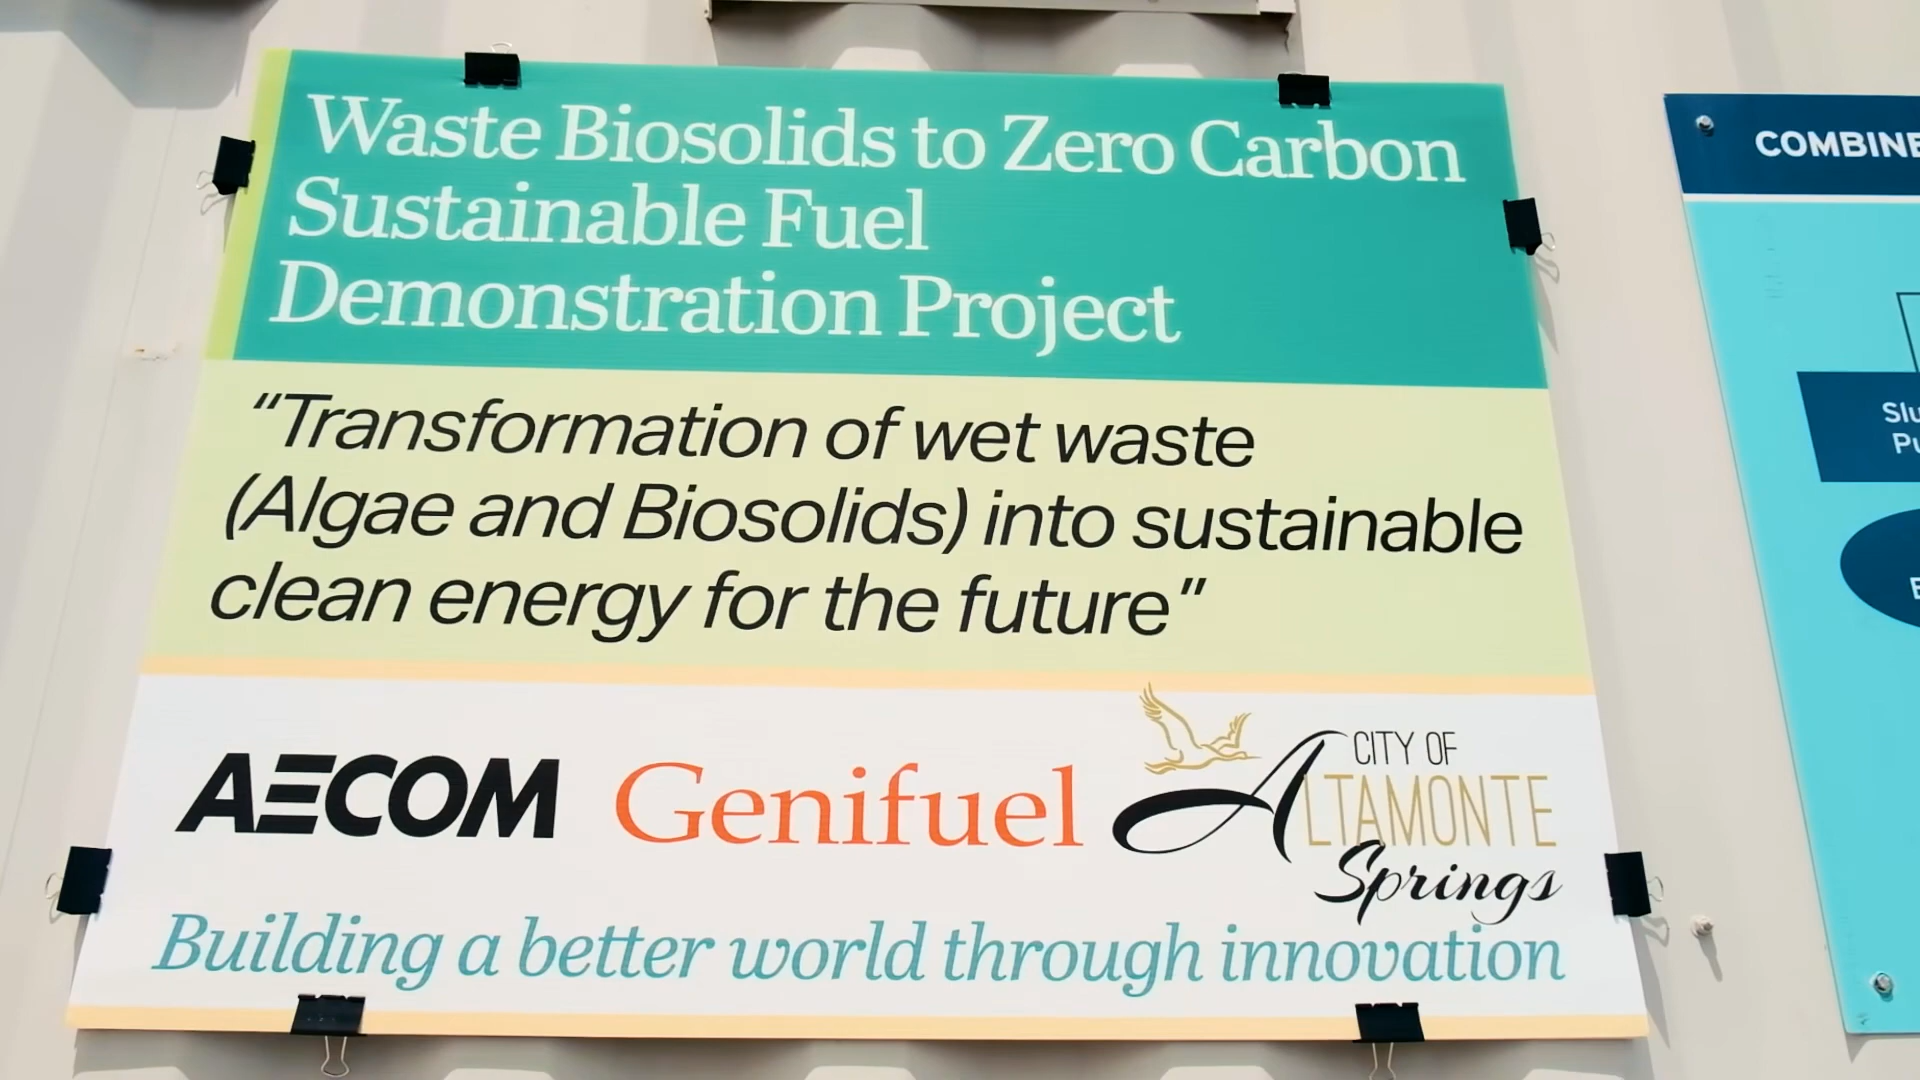 Waste Biosolids to Zero Carbon
Sustainable Fuel
Demonstration Project
“Transformation of wet waste
(Algae and Biosolids) into sustainable
clean energy for the future”
AECOM
Genifuel
CITY OF
ALTAMONTE
Springs
Building a better world through innovation